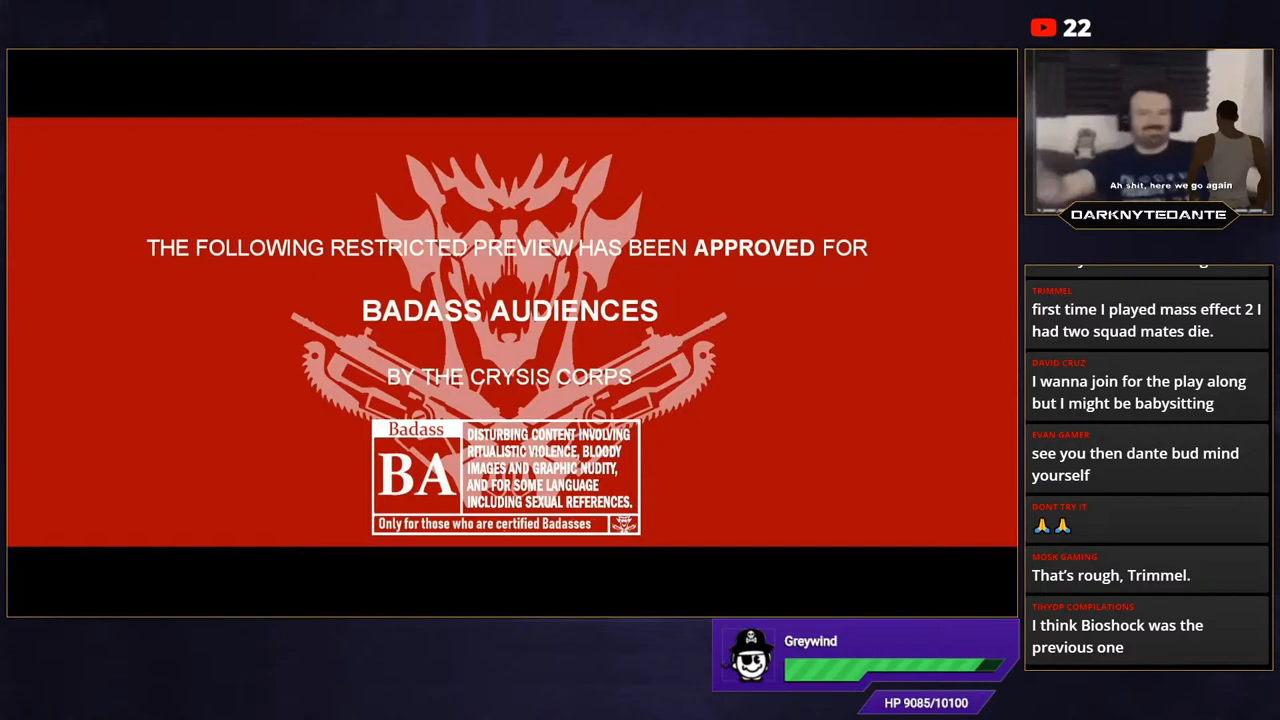 22
THE FOLLOWING RESTRICTED PREVIEW HAS BEEN APPROVED FOR
BADASS AUDIENCES
BY THE CRYSIS CORPS
Badass
BA
DISTURBING CONTENT INVOLVING
RITUALISTIC VIOLENCE, BLOODY
IMAGES AND GRAPHIC NUDITY,
AND FOR SOME LANGUAGE
INCLUDING SEXUAL REFERENCES.
Only for those who are certified Badasses
Ah shit, here we go again
DARKNYTEDANTE
TRIMMEL
first time I played mass effect 2 I
had two squad mates die.
DAVID CRUZ
I wanna join for the play along
but I might be babysitting
EVAN GAMER
see you then dante bud mind
yourself
DONT TRY IT
🙏🙏
MOSK GAMING
That's rough, Trimmel.
TIHYDP COMPILATIONS
I think Bioshock was the
previous one
Greywind
HP 9085/10100